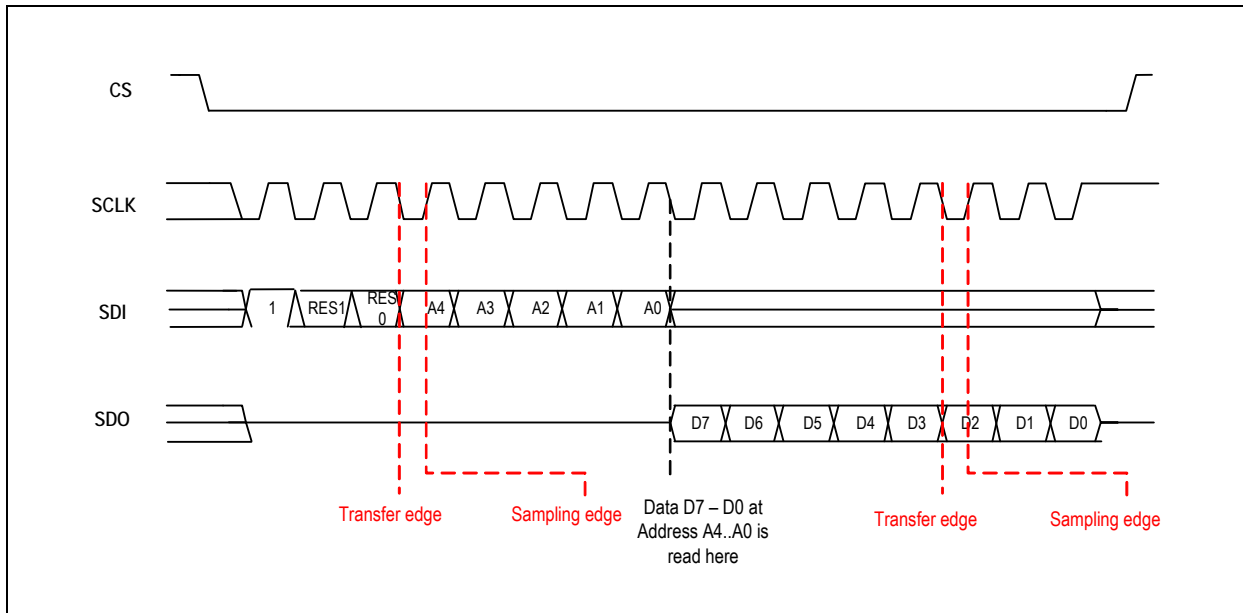 CS
SCLK
SDI
1 RES1 RES 0 A4 A3 A2 A1 A0
SDO
D7 D6 D5 D4 D3 D2 D1 D0
Transfer edge
Sampling edge
Data D7 – D0 at
Address A4..A0 is
read here
Transfer edge
Sampling edge